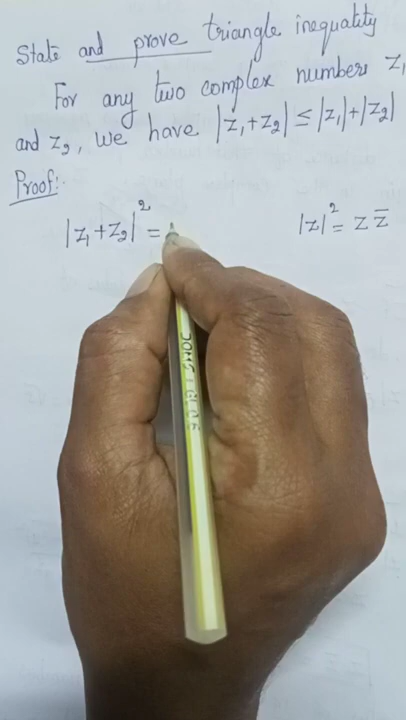 State and prove triangle inequality
For any two complex numbers z₁
and z₂, we have |z₁+z₂| ≤ |z₁|+|z₂|
Proof:-
|z₁+z₂|² =
|z|² = z z̄